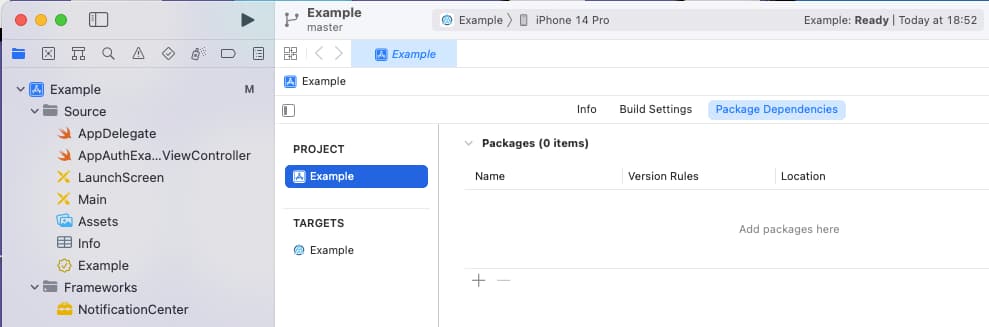 Example
master
Example
iPhone 14 Pro
Example: Ready | Today at 18:52
Example
Example
Info
Build Settings
Package Dependencies
Example
M
Source
AppDelegate
AppAuthExa...ViewController
LaunchScreen
Main
Assets
Info
Example
Frameworks
NotificationCenter
PROJECT
Example
TARGETS
Example
Packages (0 items)
Name
Version Rules
Location
Add packages here